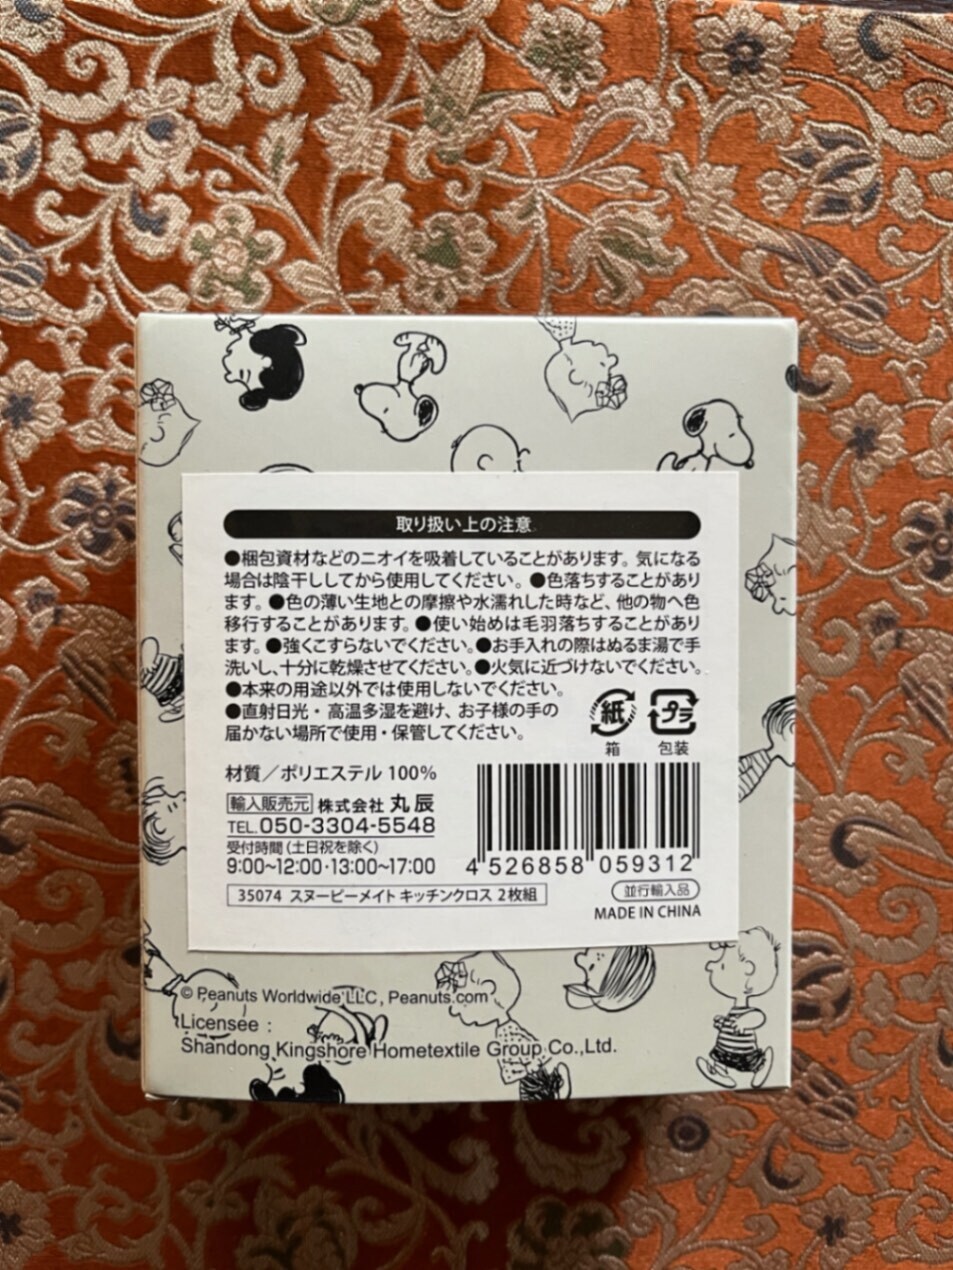 取り扱い上の注意
●梱包資材などのニオイを吸着していることがあります。気になる
場合は陰干ししてから使用してください。●色落ちすることがあり
ます。●色の薄い生地との摩擦や水濡れした時など、他の物へ色
移行することがあります。●使い始めは毛羽落ちすることがあり
ます。●強くこすらないでください。●お手入れの際はぬるま湯で手
洗いし、十分に乾燥させてください。●火気に近づけないでください。
●本来の用途以外では使用しないでください。
●直射日光・高温多湿を避け、お子様の手の
届かない場所で使用・保管してください。
紙 プラ
箱 包装
材質／ポリエステル 100%
輸入販売元 株式会社 丸辰
TEL.050-3304-5548
受付時間(土日祝を除く)
9:00~12:00・13:00~17:00
4 526858 059312
35074 スヌーピーメイト キッチンクロス 2枚組
並行輸入品
MADE IN CHINA
© Peanuts Worldwide LLC, Peanuts.com
Licensee :
Shandong Kingshore Hometextile Group Co.,Ltd.